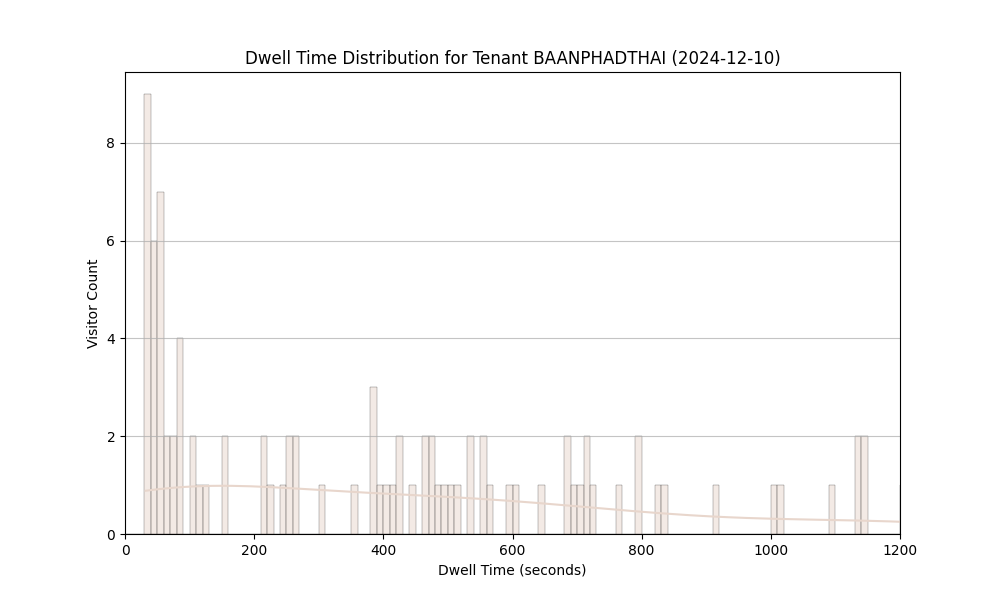 Dwell Time Distribution for Tenant BAANPHADTHAI (2024-12-10)
Visitor Count
8
6
4
2
0
0 200 400 600 800 1000 1200
Dwell Time (seconds)